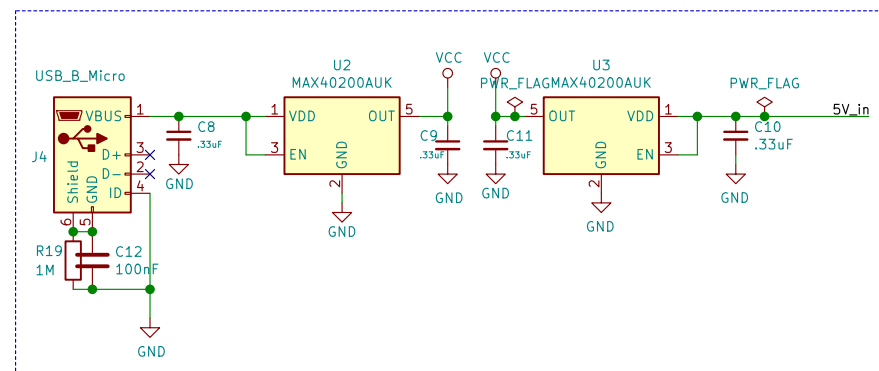 USB_B_Micro
VBUS
1
D+
3
D-
2
ID
4
J4
Shield
GND
6
5
R19
1M
C12
100nF
GND
C8
.33uF
GND
U2
MAX40200AUK
1
VDD
OUT
5
3
EN
GND
2
GND
VCC
C9
.33uF
GND
VCC
PWR_FLAG
C11
.33uF
GND
U3
MAX40200AUK
5
OUT
VDD
1
EN
3
GND
2
GND
PWR_FLAG
C10
.33uF
GND
5V_in